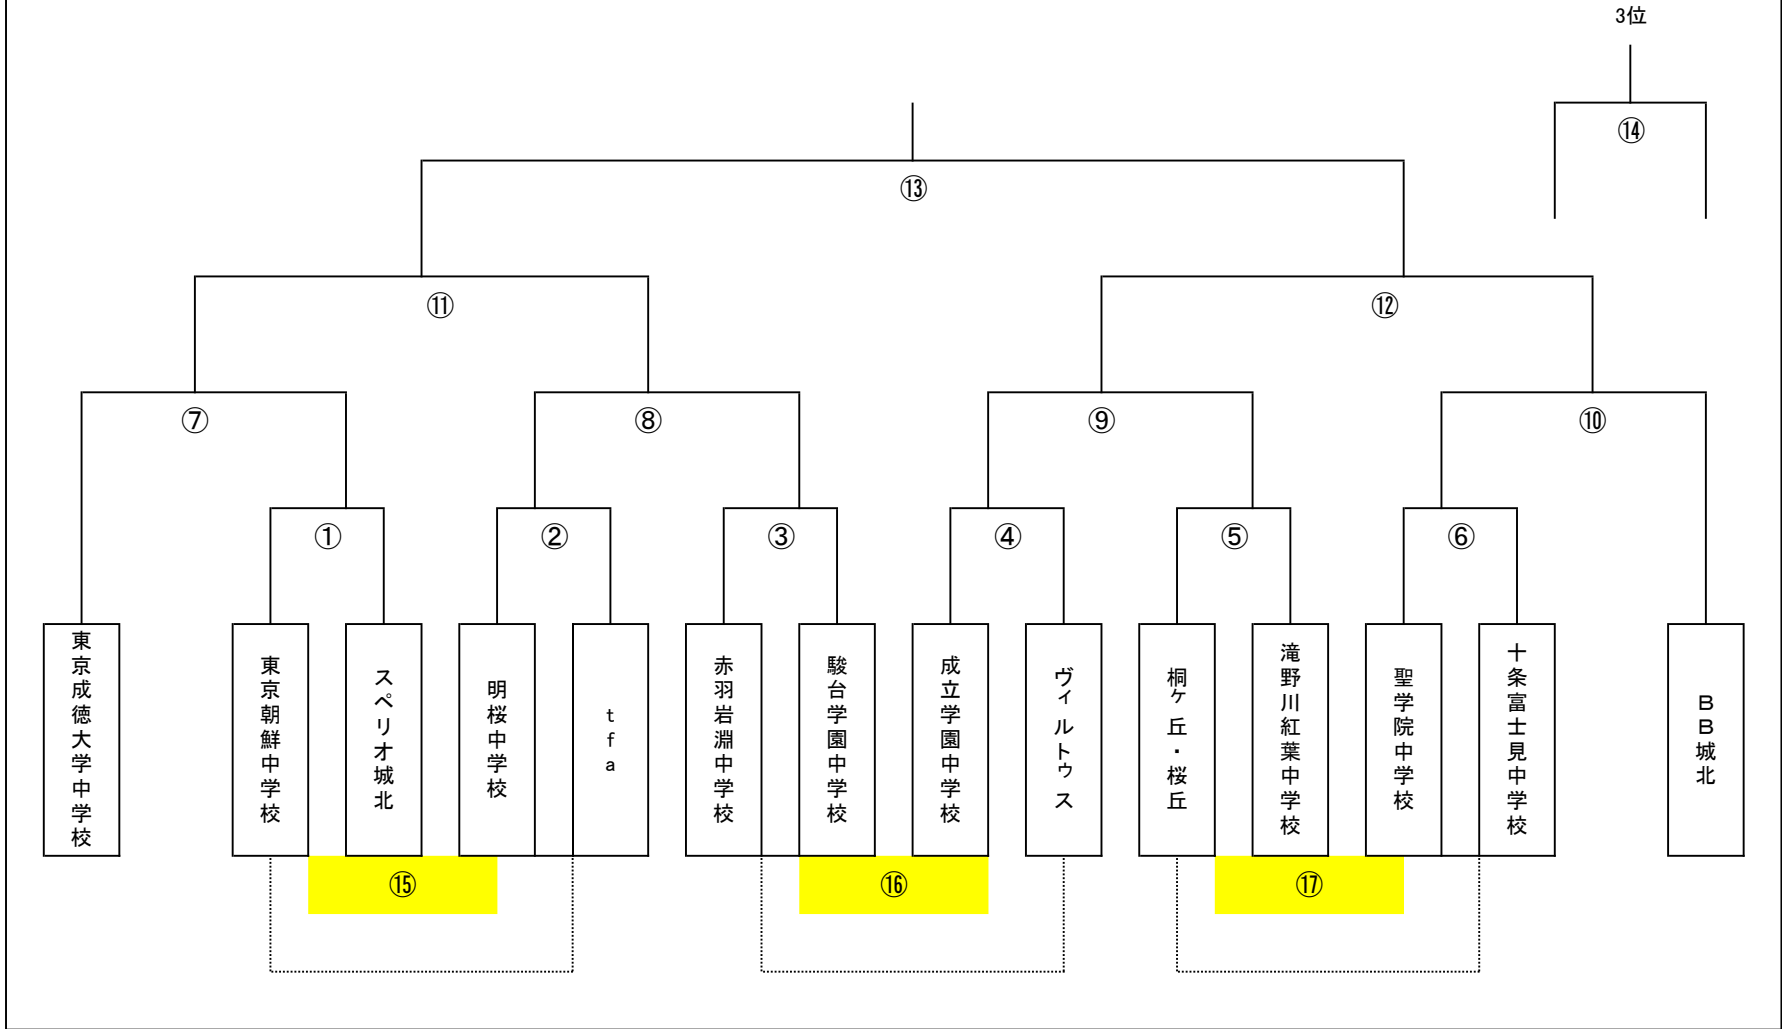 3位
⑭
⑬
⑪
⑫
⑦
⑧
⑨
⑩
①
②
③
④
⑤
⑥
東京成徳大学中学校
東京朝鮮中学校
スペリオ城北
明桜中学校
tfa
赤羽岩淵中学校
駿台学園中学校
成立学園中学校
ヴィルトゥス
桐ケ丘・桜丘
滝野川紅葉中学校
聖学院中学校
十条富士見中学校
BB城北
⑮
⑯
⑰